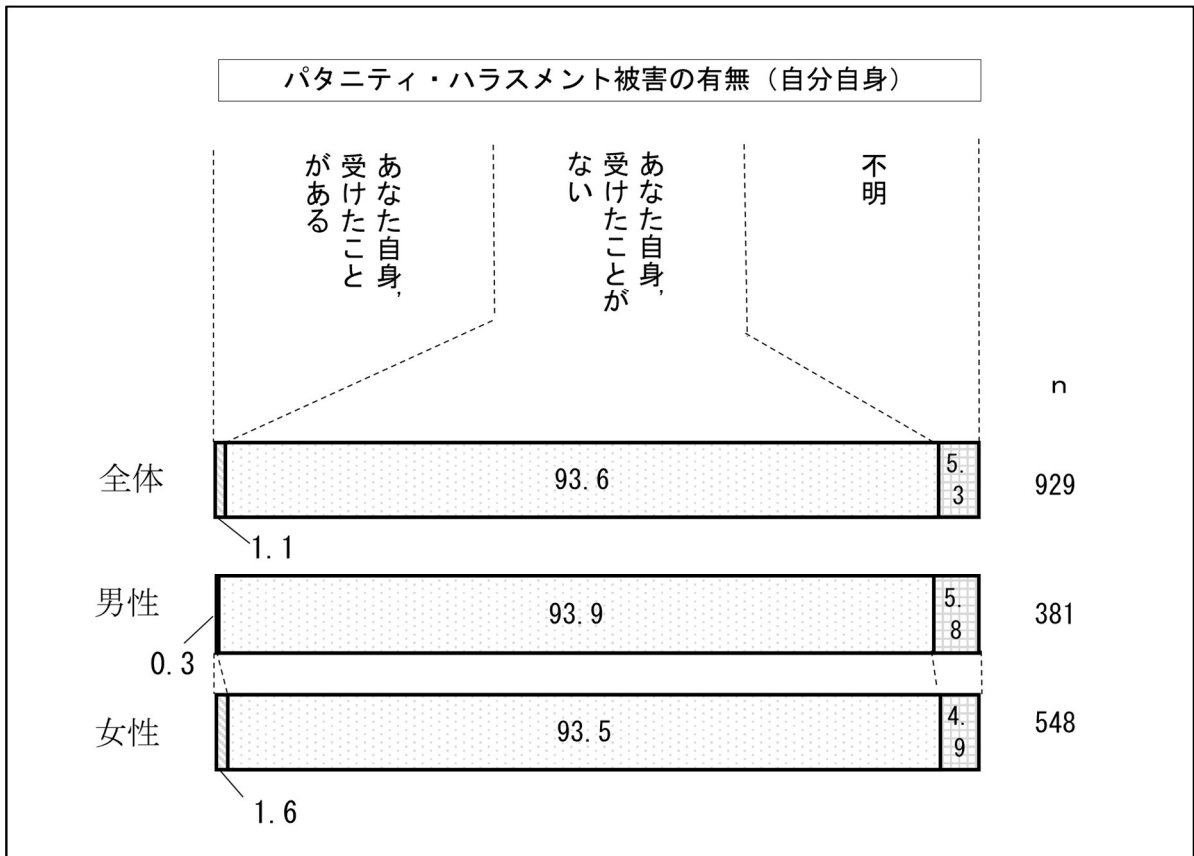 パタニティ・ハラスメント被害の有無（自分自身）
あなた自身，
受けたこと
がある
あなた自身，
受けたことが
ない
不明
n
全体
93.6
5.
3
929
1.1
男性
93.9
5.
8
381
0.3
女性
93.5
4.
9
548
1.6